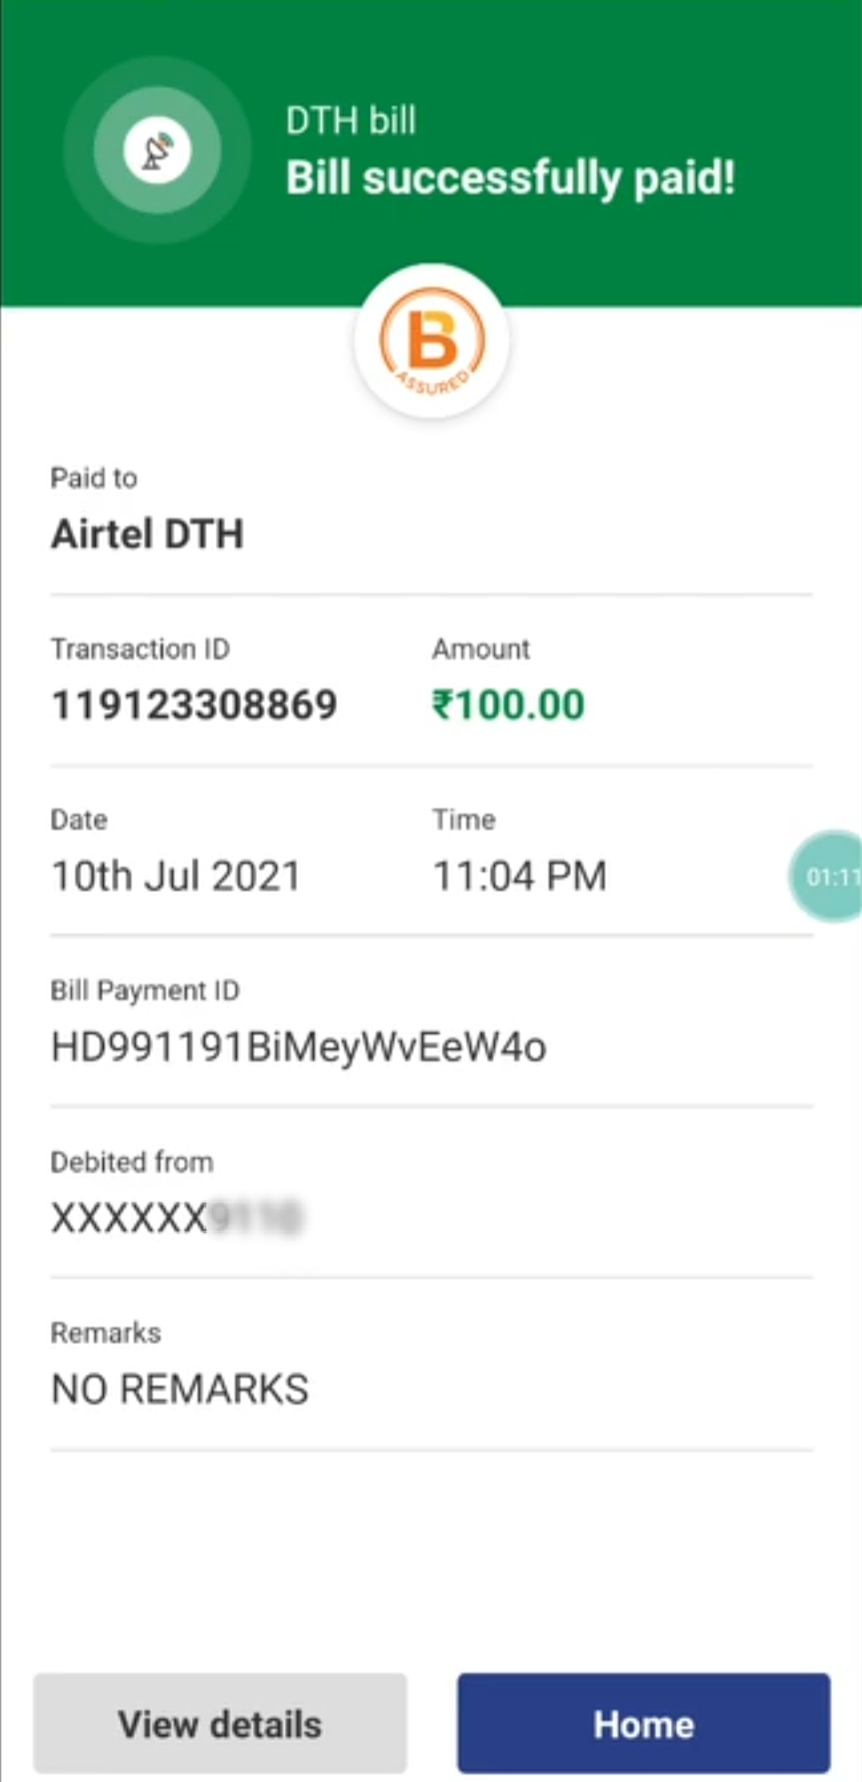 DTH bill
Bill successfully paid!
B
ASSURED
Paid to
Airtel DTH
Transaction ID
Amount
119123308869
₹100.00
Date
Time
10th Jul 2021
11:04 PM
01:11
Bill Payment ID
HD991191BiMeyWvEeW4o
Debited from
XXXXXX
Remarks
NO REMARKS
View details
Home